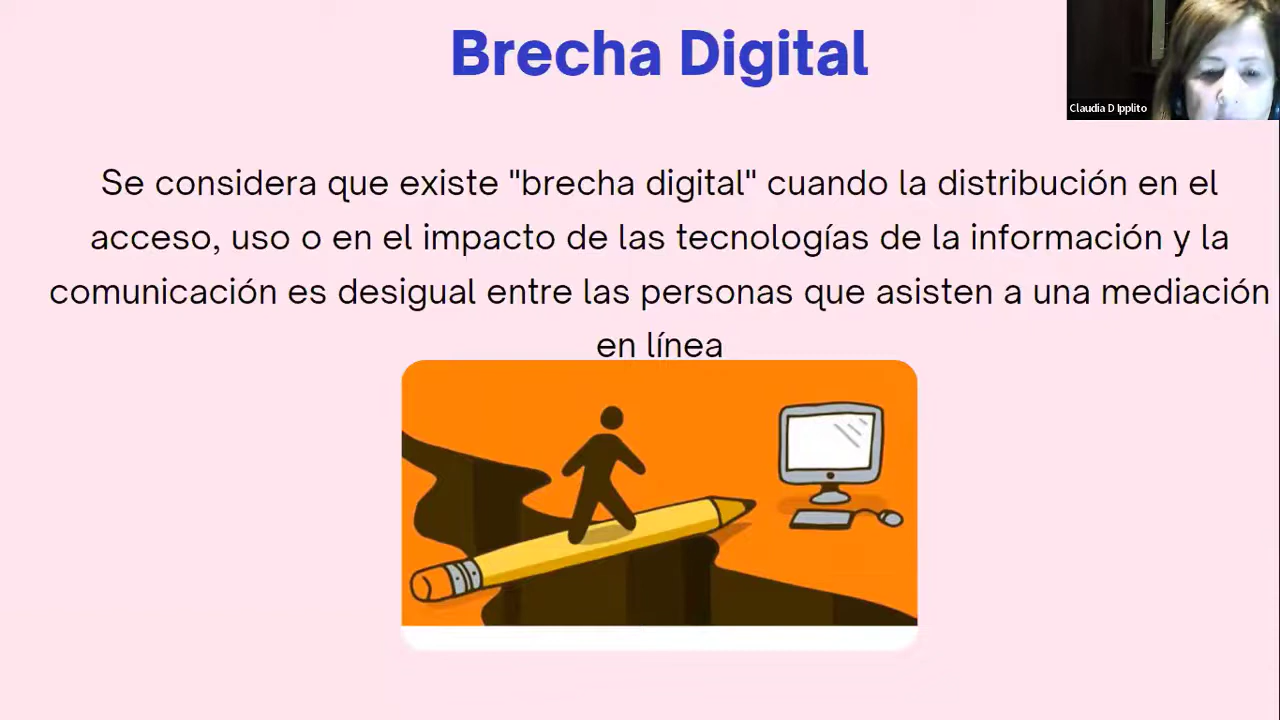 Brecha Digital
Claudia D Ipplito
Se considera que existe "brecha digital" cuando la distribución en el
acceso, uso o en el impacto de las tecnologías de la información y la
comunicación es desigual entre las personas que asisten a una mediación
en línea